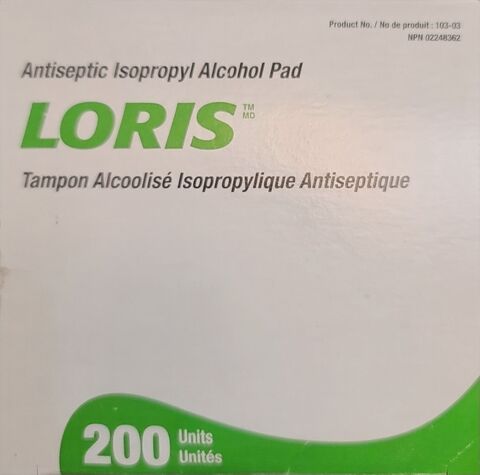 Product No. / No de produit : 103-03
NPN 02248362
Antiseptic Isopropyl Alcohol Pad
LORIS TM
MD
Tampon Alcoolisé Isopropylique Antiseptique
200 Units
Unités